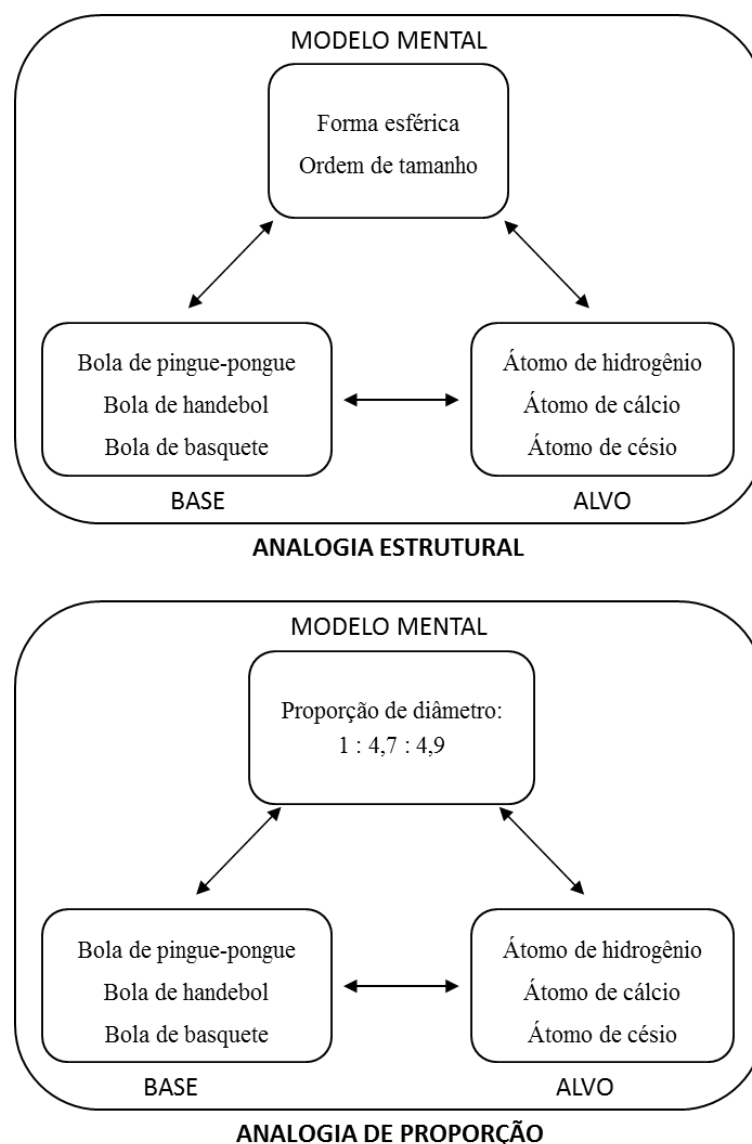 MODELO MENTAL
Forma esférica
Ordem de tamanho
Bola de pingue-pongue
Bola de handebol
Bola de basquete
Átomo de hidrogênio
Átomo de cálcio
Átomo de césio
BASE
ALVO
ANALOGIA ESTRUTURAL
MODELO MENTAL
Proporção de diâmetro:
1 : 4,7 : 4,9
Bola de pingue-pongue
Bola de handebol
Bola de basquete
Átomo de hidrogênio
Átomo de cálcio
Átomo de césio
BASE
ALVO
ANALOGIA DE PROPORÇÃO